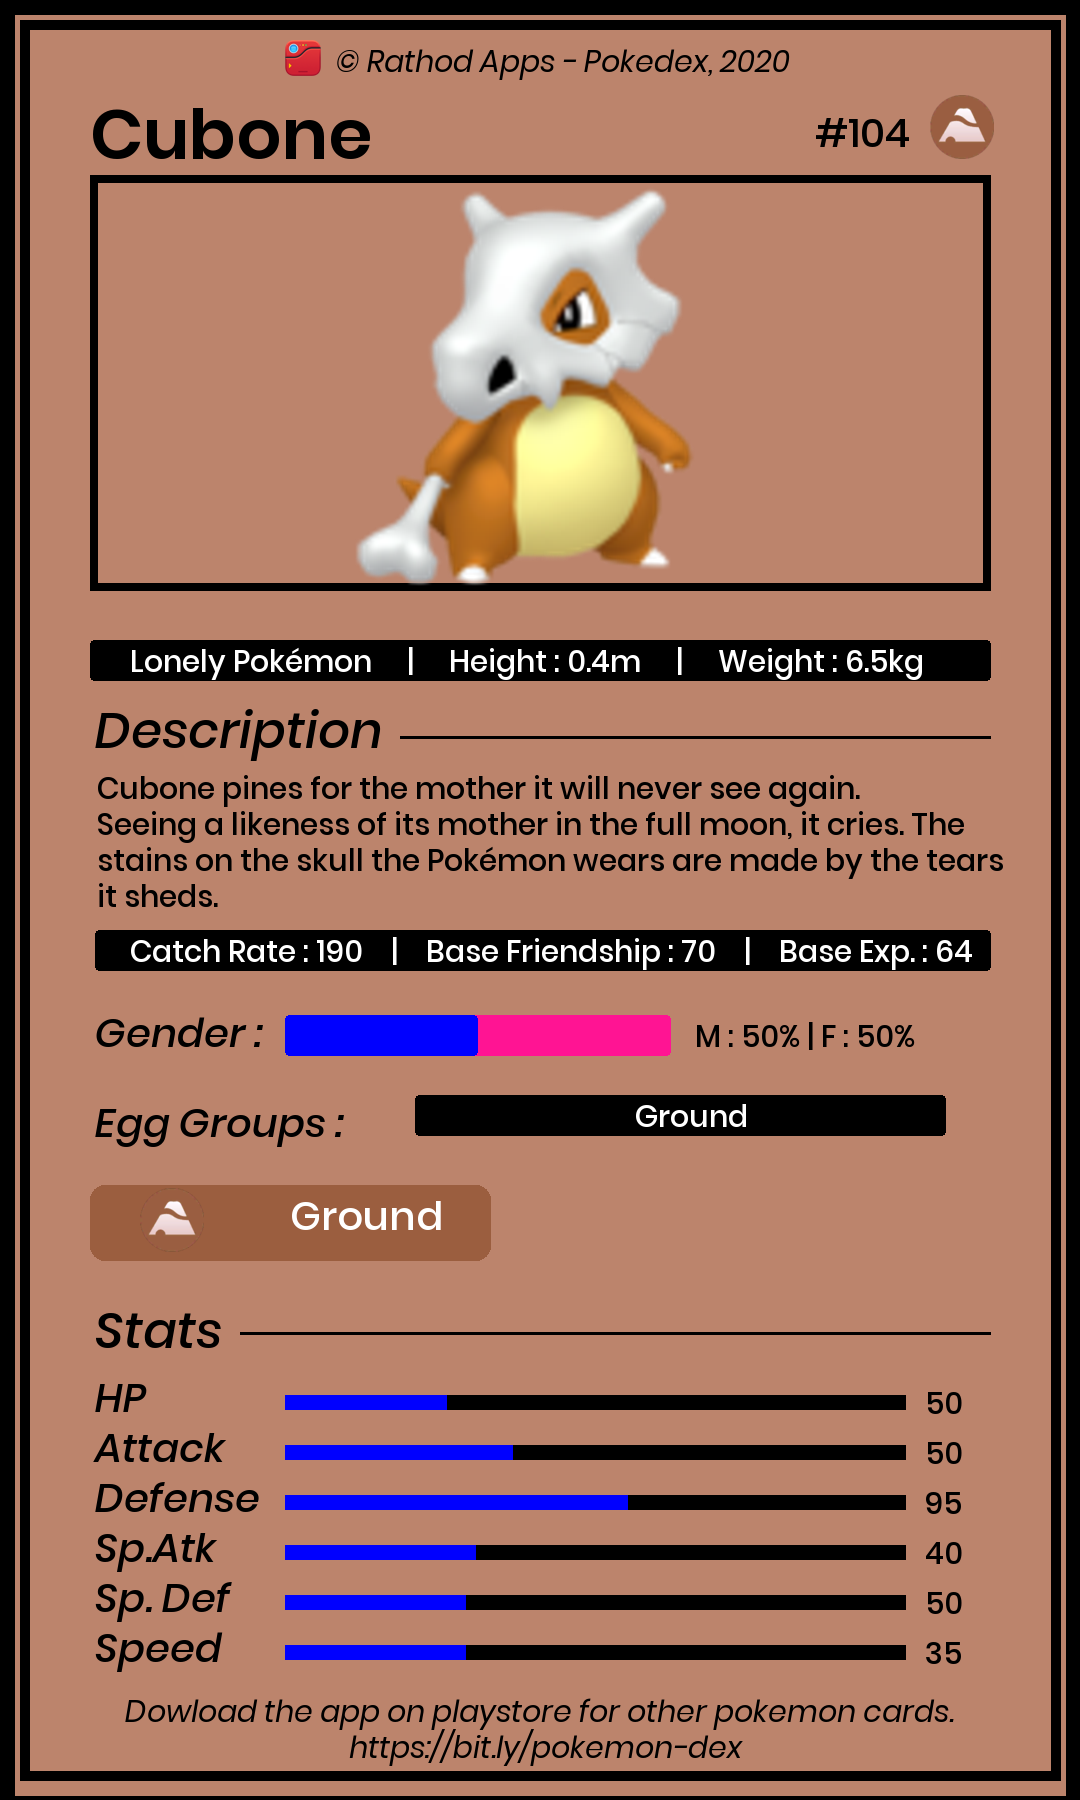 © Rathod Apps - Pokedex, 2020
Cubone
#104
Lonely Pokémon | Height : 0.4m | Weight : 6.5kg
Description
Cubone pines for the mother it will never see again.
Seeing a likeness of its mother in the full moon, it cries. The
stains on the skull the Pokémon wears are made by the tears
it sheds.
Catch Rate : 190 | Base Friendship : 70 | Base Exp. : 64
Gender : M : 50% | F : 50%
Egg Groups : Ground
Ground
Stats
HP 50
Attack 50
Defense 95
Sp.Atk 40
Sp. Def 50
Speed 35
Dowload the app on playstore for other pokemon cards.
https://bit.ly/pokemon-dex